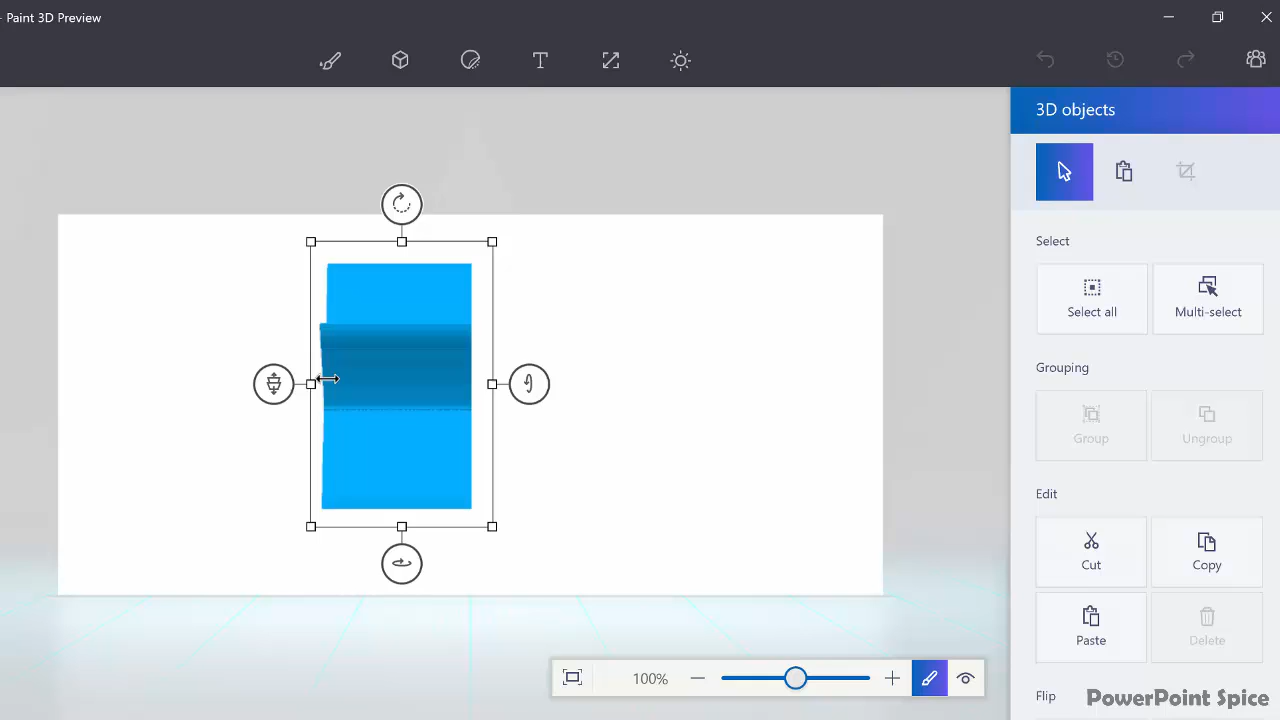 Paint 3D Preview
3D objects
Select
Select all
Multi-select
Grouping
Group
Ungroup
Edit
Cut
Copy
Paste
Delete
100%
Flip
PowerPoint Spice